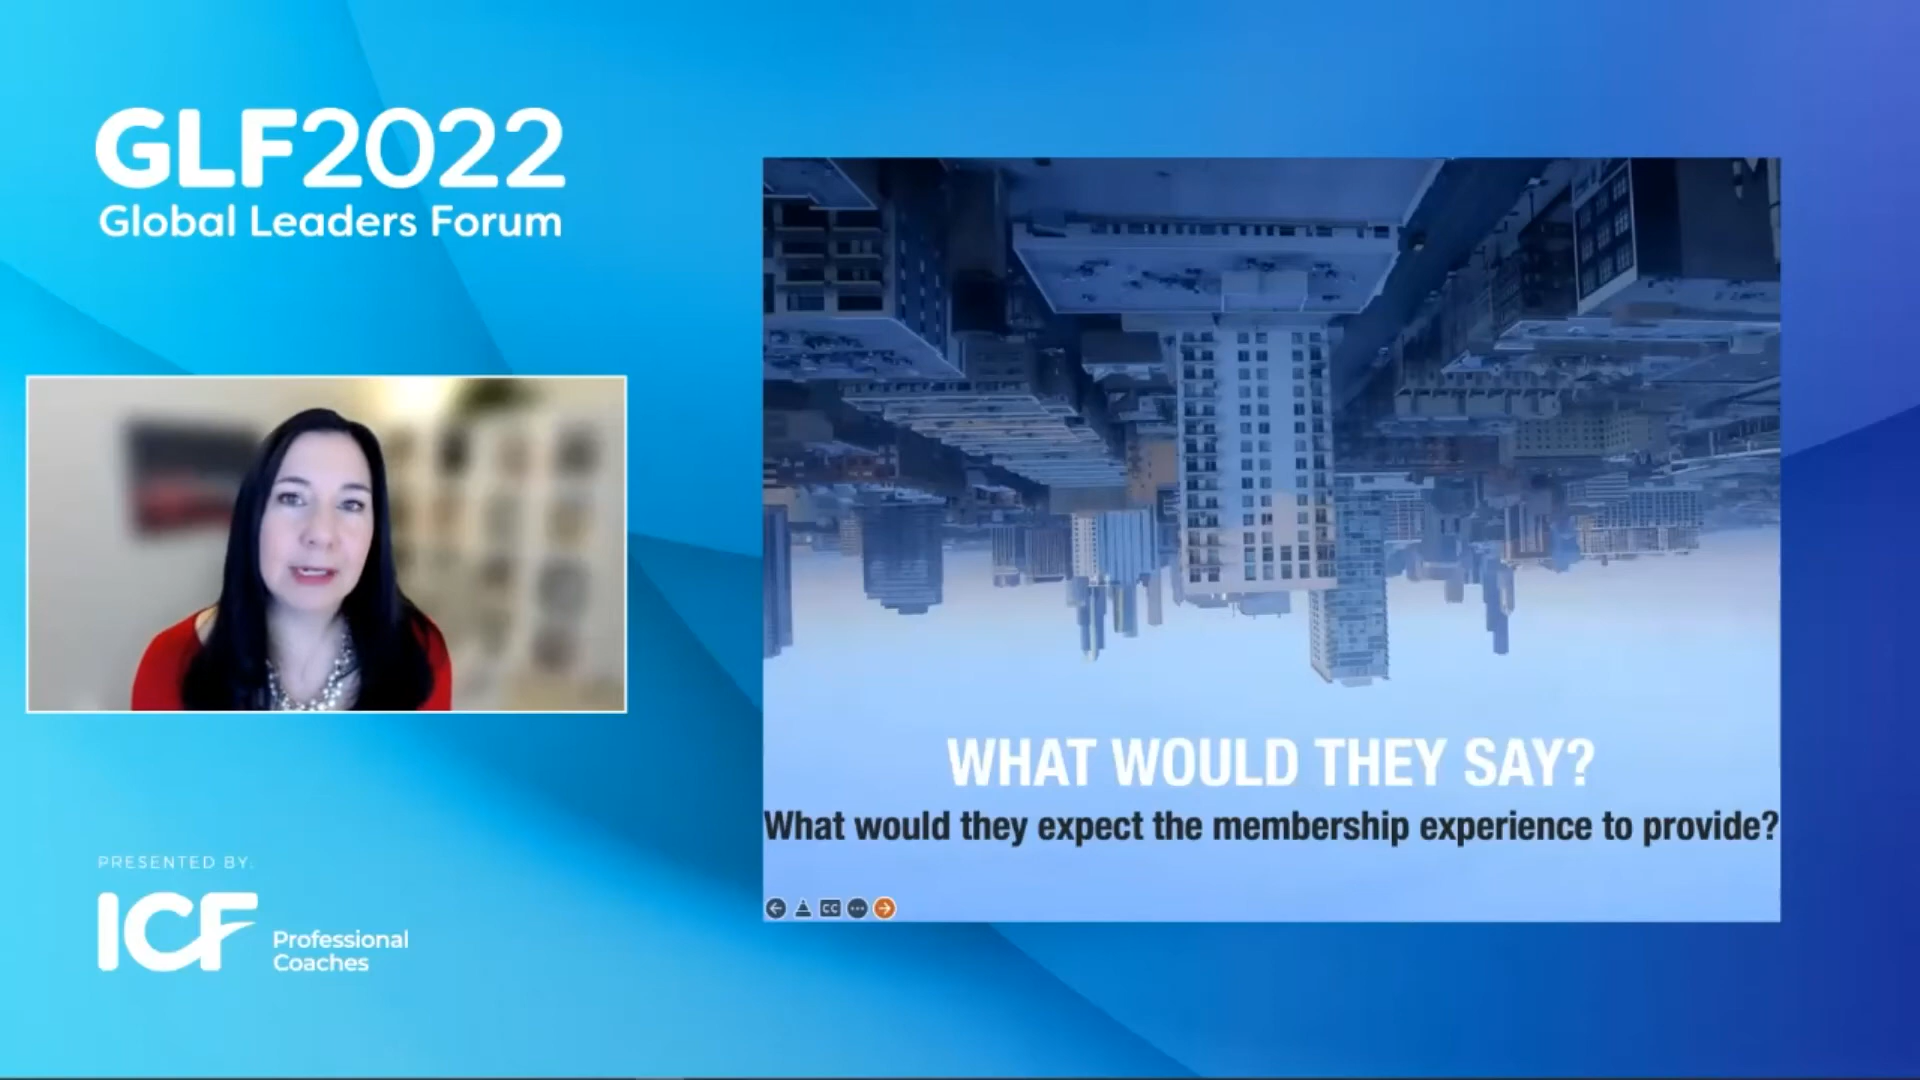 GLF2022
Global Leaders Forum
WHAT WOULD THEY SAY?
What would they expect the membership experience to provide?
CC
PRESENTED BY:
ICF
Professional
Coaches